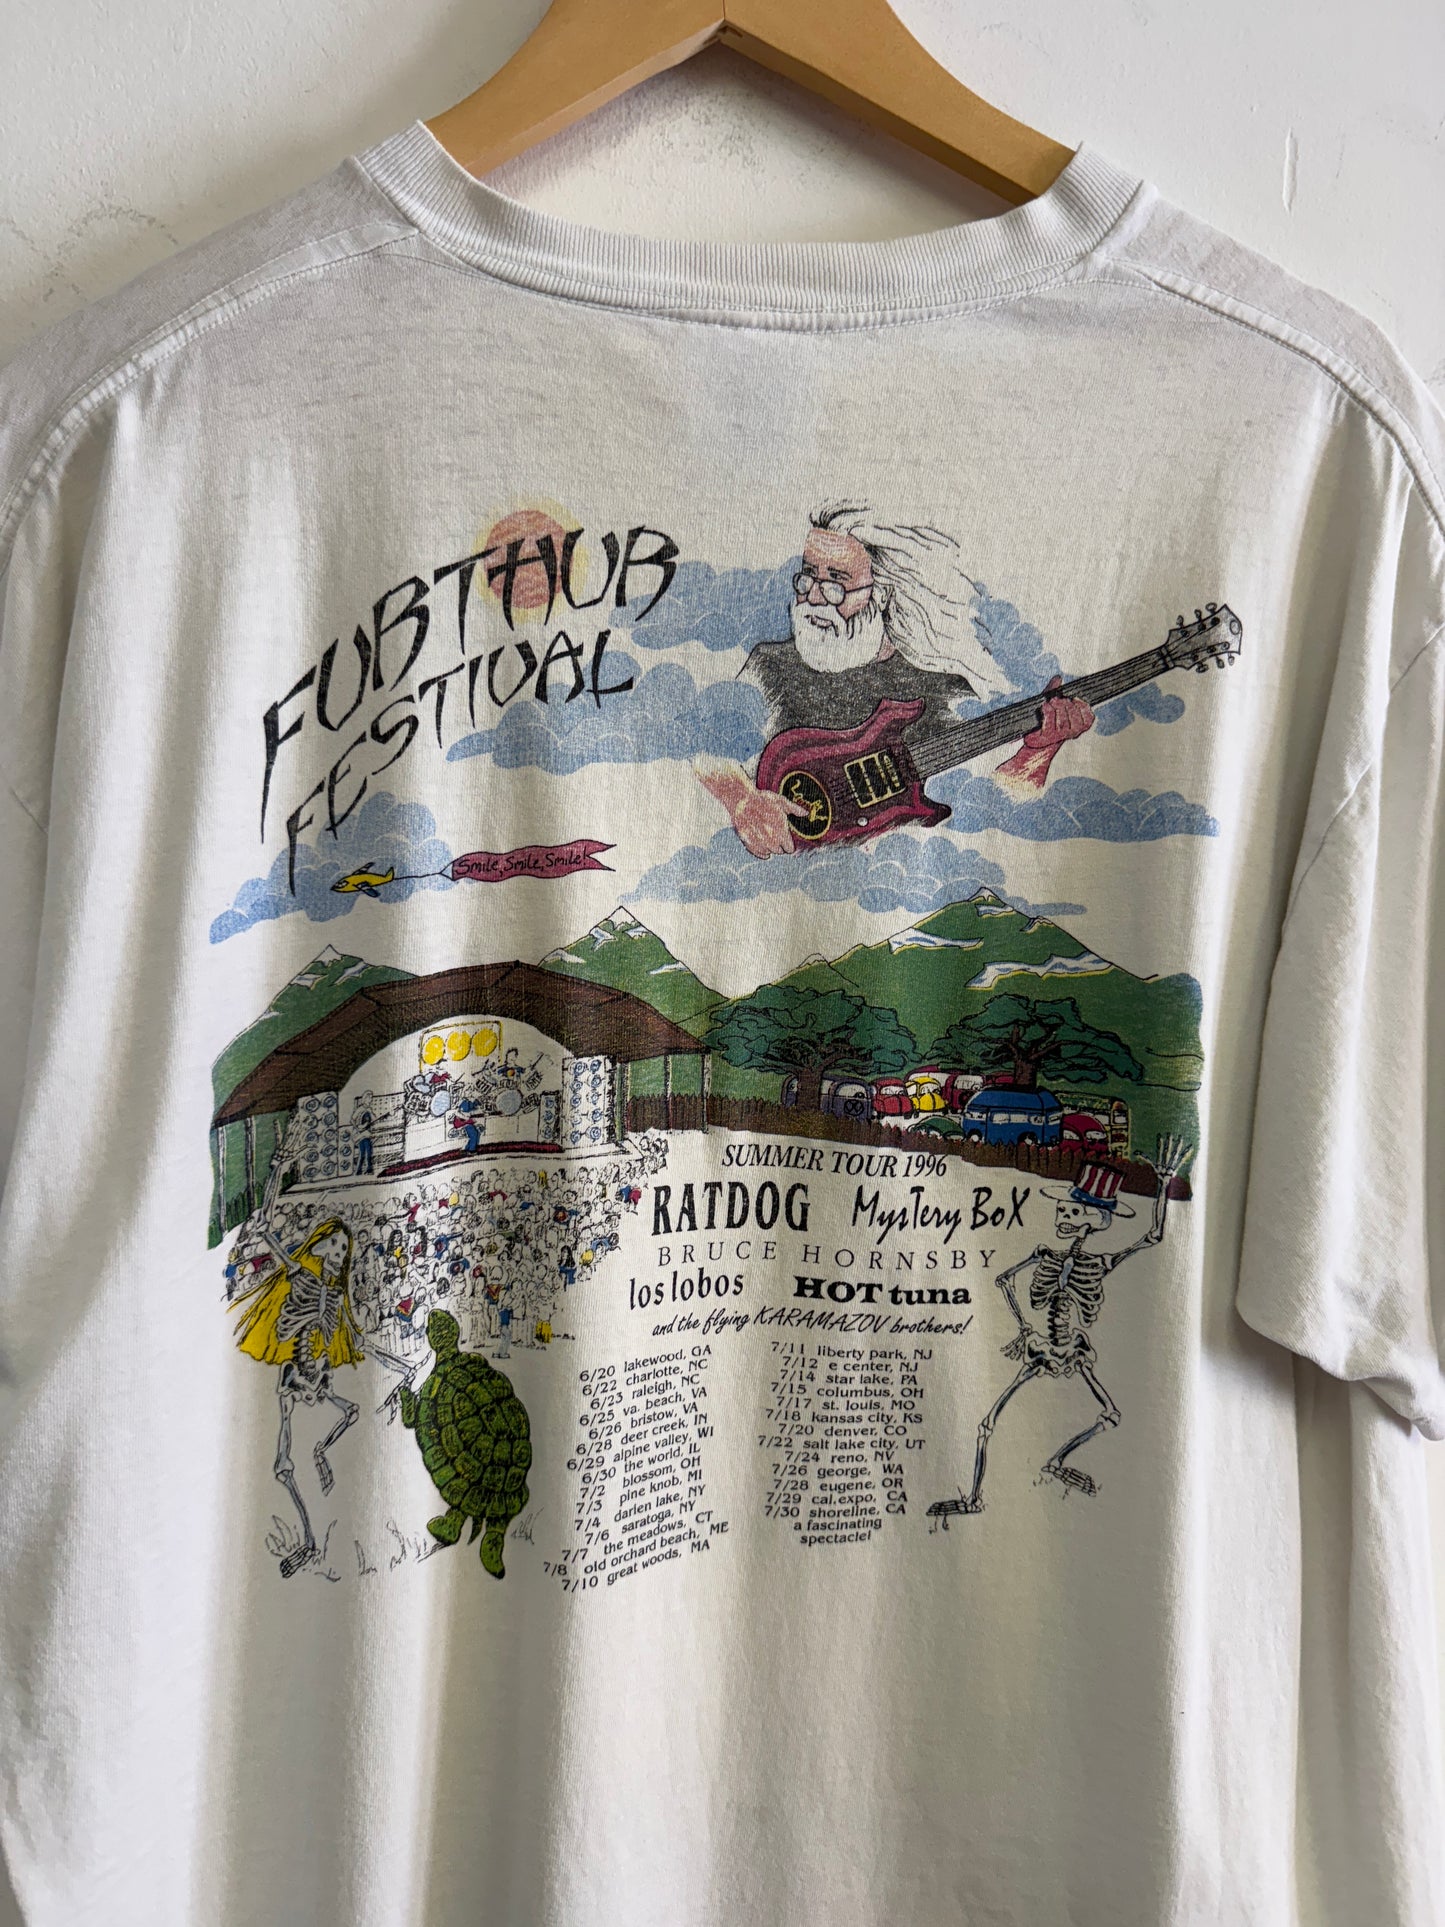 FURTHUR
FESTIVAL
Smile, Smile, Smile!
SUMMER TOUR 1996
RATDOG MysTery BoX
BRUCE HORNSBY
los lobos HOT tuna
and the flying KARAMAZOV brothers!
6/20 lakewood, GA
6/22 charlotte, NC
6/23 raleigh, NC
6/25 va. beach, VA
6/26 bristow, VA
6/28 deer creek, IN
6/29 alpine valley, WI
6/30 the world, IL
7/2 blossom, OH
7/3 pine knob, MI
7/4 darien lake, NY
7/6 saratoga, NY
7/7 the meadows, CT
7/8 old orchard beach, ME
7/10 great woods, MA
7/11 liberty park, NJ
7/12 e center, NJ
7/14 star lake, PA
7/15 columbus, OH
7/17 st. louis, MO
7/18 kansas city, KS
7/20 denver, CO
7/22 salt lake city, UT
7/24 reno, NV
7/26 george, WA
7/28 eugene, OR
7/29 cal.expo, CA
7/30 shoreline, CA
a fascinating
spectacle!